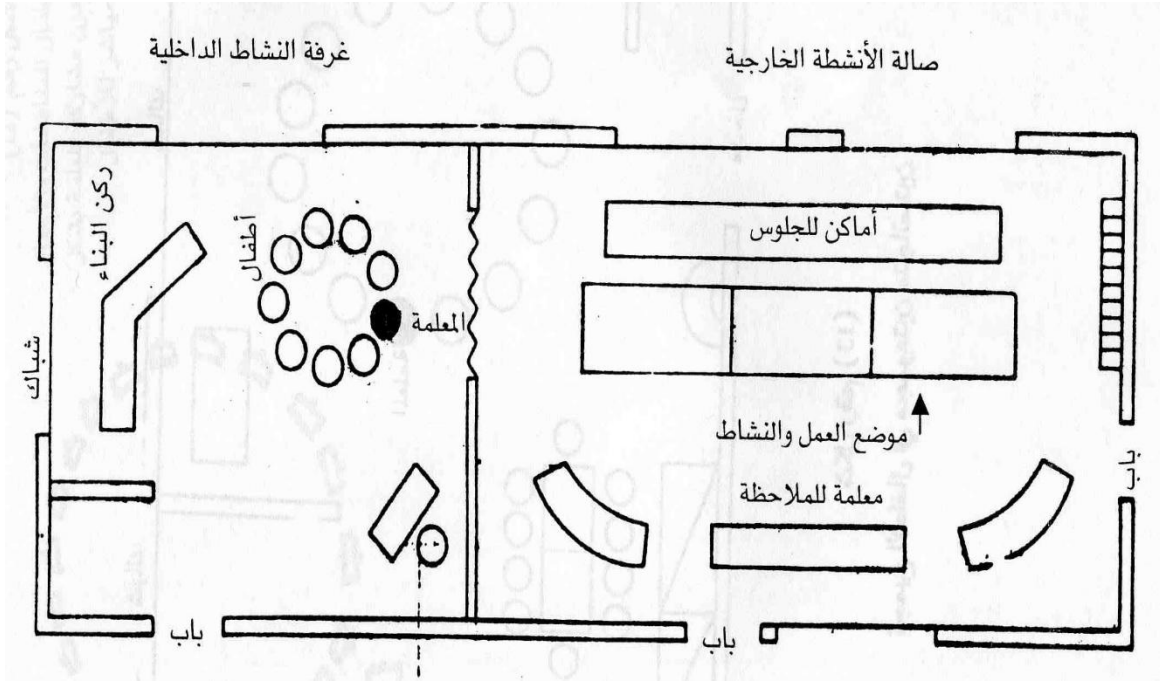 صالة الأنشطة الخارجية
غرفة النشاط الداخلية
أماكن للجلوس
ركن البناء
أطفال
المعلمة
شباك
موضع العمل والنشاط
معلمة للملاحظة
باب
باب
باب